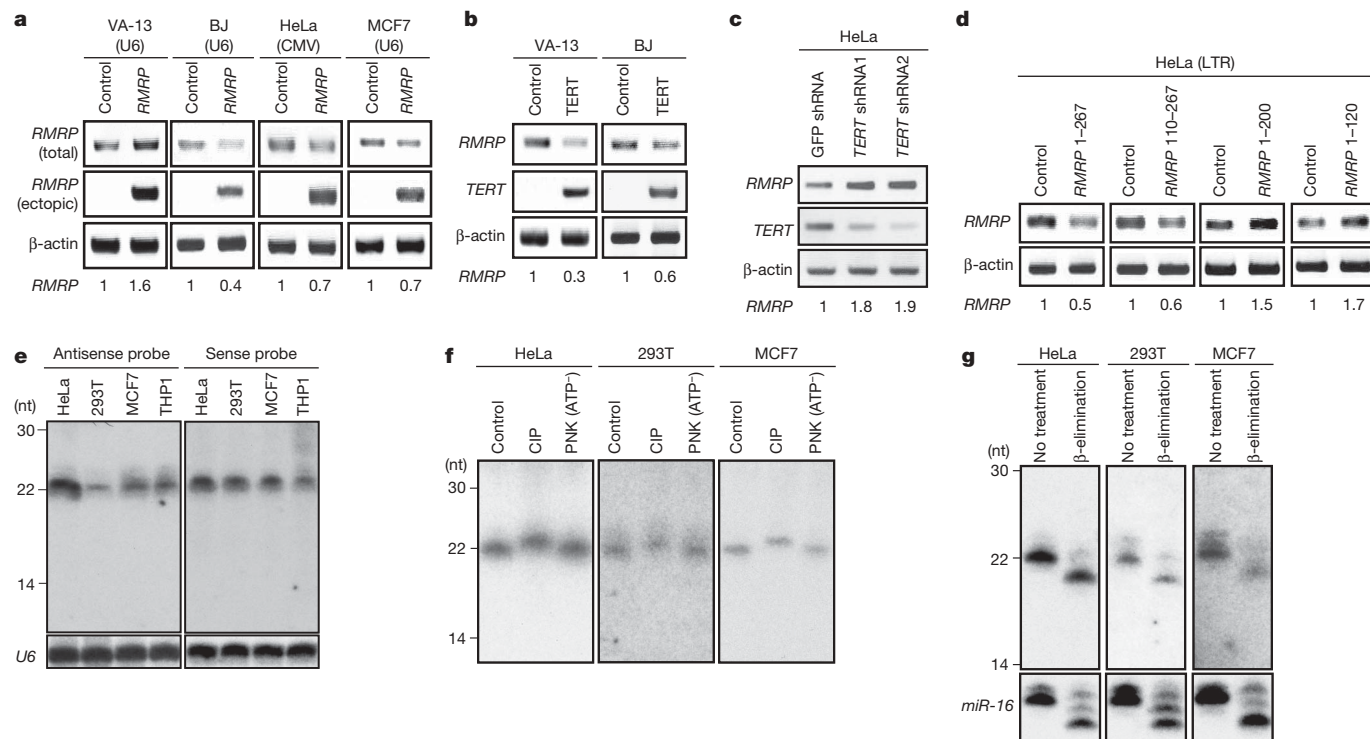 a
VA-13 (U6) BJ (U6) HeLa (CMV) MCF7 (U6)
Control RMRP Control RMRP Control RMRP Control RMRP
RMRP (total)
RMRP (ectopic)
β-actin
RMRP 1 1.6 1 0.4 1 0.7 1 0.7
b
VA-13 BJ
Control TERT Control TERT
RMRP
TERT
β-actin
RMRP 1 0.3 1 0.6
c
HeLa
GFP shRNA TERT shRNA1 TERT shRNA2
RMRP
TERT
β-actin
RMRP 1 1.8 1.9
d
HeLa (LTR)
Control RMRP 1–267 Control RMRP 110–267 Control RMRP 1–200 Control RMRP 1–120
RMRP
β-actin
RMRP 1 0.5 1 0.6 1 1.5 1 1.7
e
Antisense probe Sense probe
(nt) HeLa 293T MCF7 THP1 HeLa 293T MCF7 THP1
30
22
14
U6
f
HeLa 293T MCF7
Control CIP PNK (ATP⁻) Control CIP PNK (ATP⁻) Control CIP PNK (ATP⁻)
(nt)
30
22
14
g
HeLa 293T MCF7
No treatment β-elimination No treatment β-elimination No treatment β-elimination
(nt)
30
22
14
miR-16